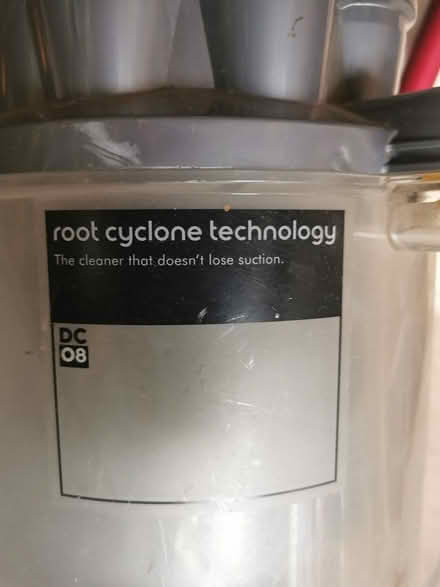 root cyclone technology
The cleaner that doesn't lose suction.
DC
08